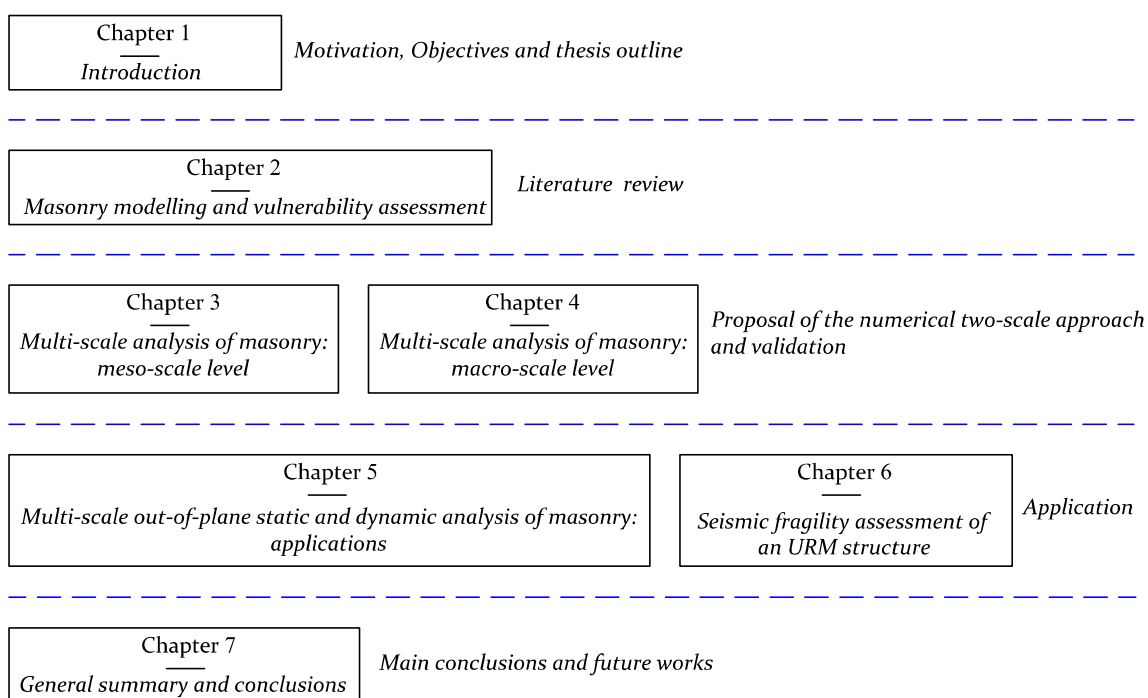 Chapter 1
Introduction
Motivation, Objectives and thesis outline
Chapter 2
Masonry modelling and vulnerability assessment
Literature review
Chapter 3
Multi-scale analysis of masonry:
meso-scale level
Chapter 4
Multi-scale analysis of masonry:
macro-scale level
Proposal of the numerical two-scale approach
and validation
Chapter 5
Multi-scale out-of-plane static and dynamic analysis of masonry:
applications
Chapter 6
Seismic fragility assessment of
an URM structure
Application
Chapter 7
General summary and conclusions
Main conclusions and future works